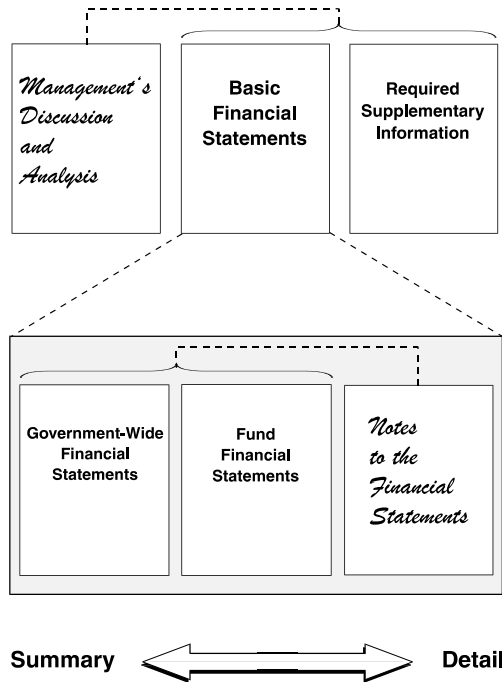 Management's
Discussion
and
Analysis
Basic
Financial
Statements
Required
Supplementary
Information
Government-Wide
Financial
Statements
Fund
Financial
Statements
Notes
to the
Financial
Statements
Summary
Detail